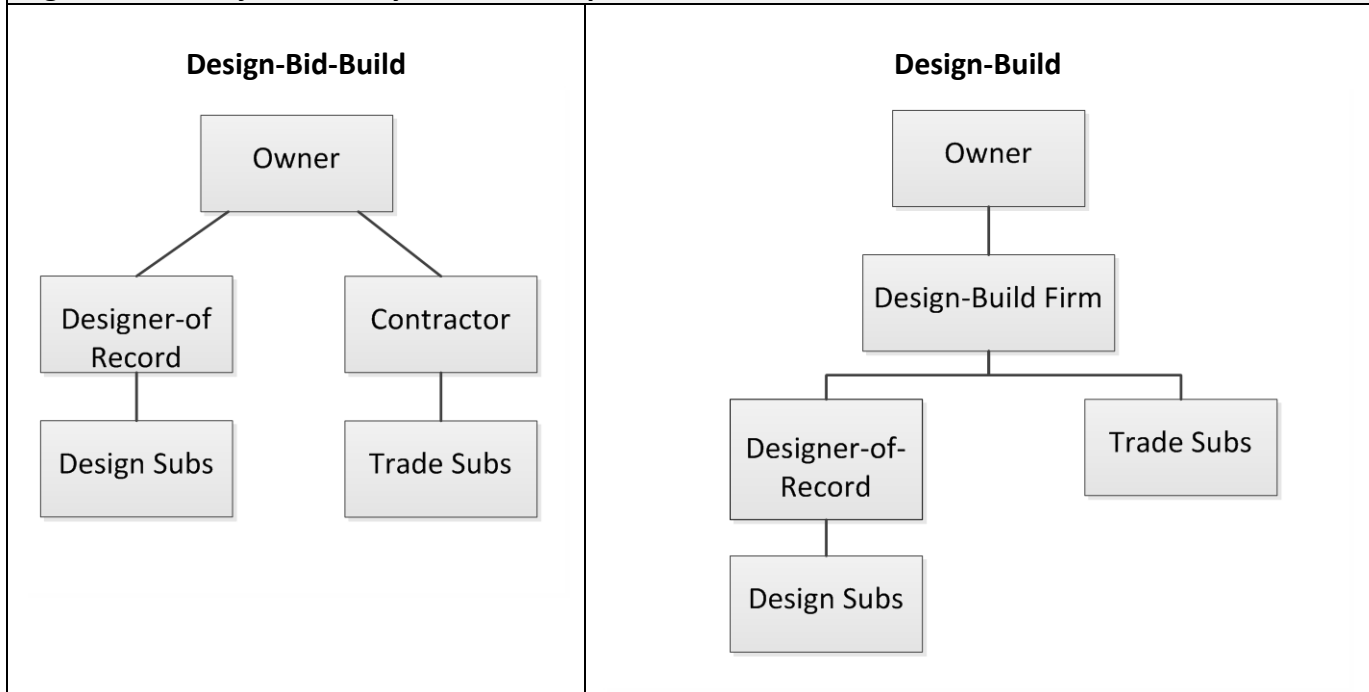 Design-Bid-Build
Owner
Designer-of
Record
Contractor
Design Subs
Trade Subs
Design-Build
Owner
Design-Build Firm
Designer-of-
Record
Trade Subs
Design Subs